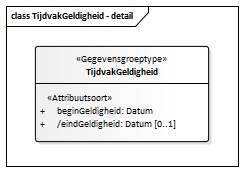 class TijdvakGeldigheid - detail
«Gegevensgroeptype»
TijdvakGeldigheid
«Attribuutsoort»
+ beginGeldigheid: Datum
+ /eindGeldigheid: Datum [0..1]